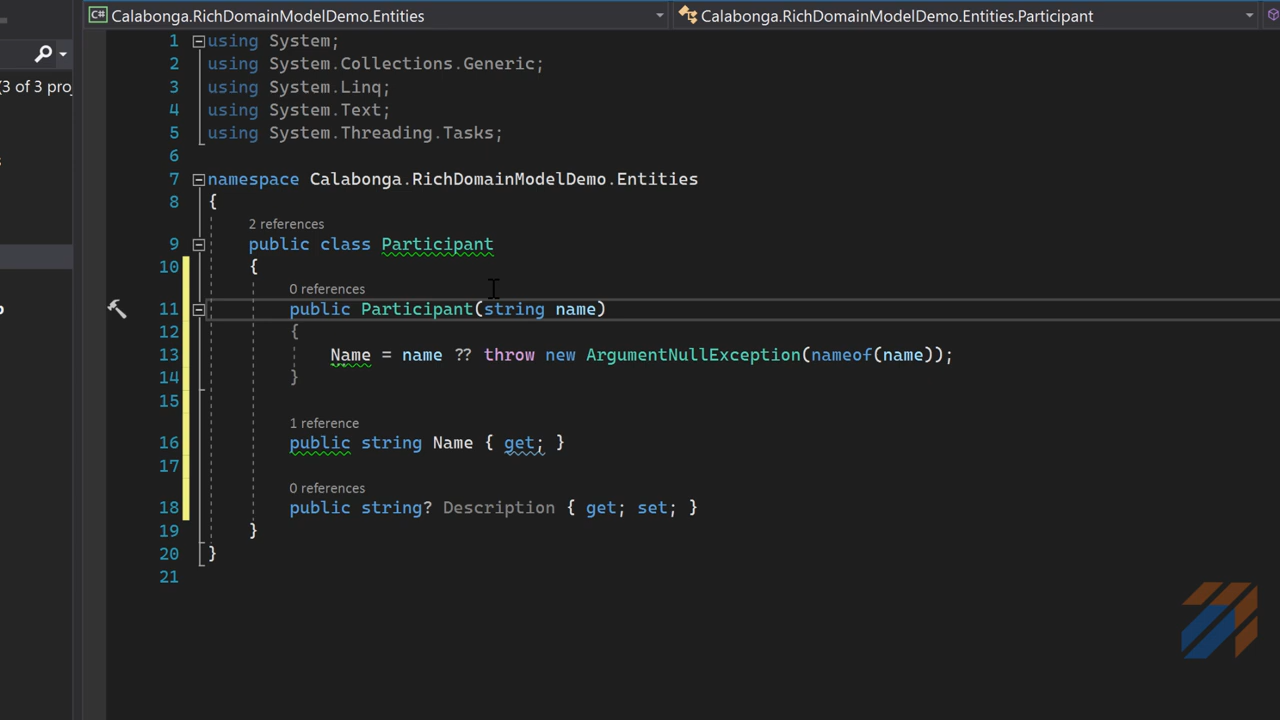 C# Calabonga.RichDomainModelDemo.Entities
Calabonga.RichDomainModelDemo.Entities.Participant
(3 of 3 proj
1 using System;
2 using System.Collections.Generic;
3 using System.Linq;
4 using System.Text;
5 using System.Threading.Tasks;
6
7 namespace Calabonga.RichDomainModelDemo.Entities
8 {
2 references
9 public class Participant
10 {
0 references
11 public Participant(string name)
12 {
13 Name = name ?? throw new ArgumentNullException(nameof(name));
14 }
15
1 reference
16 public string Name { get; }
17
0 references
18 public string? Description { get; set; }
19 }
20 }
21